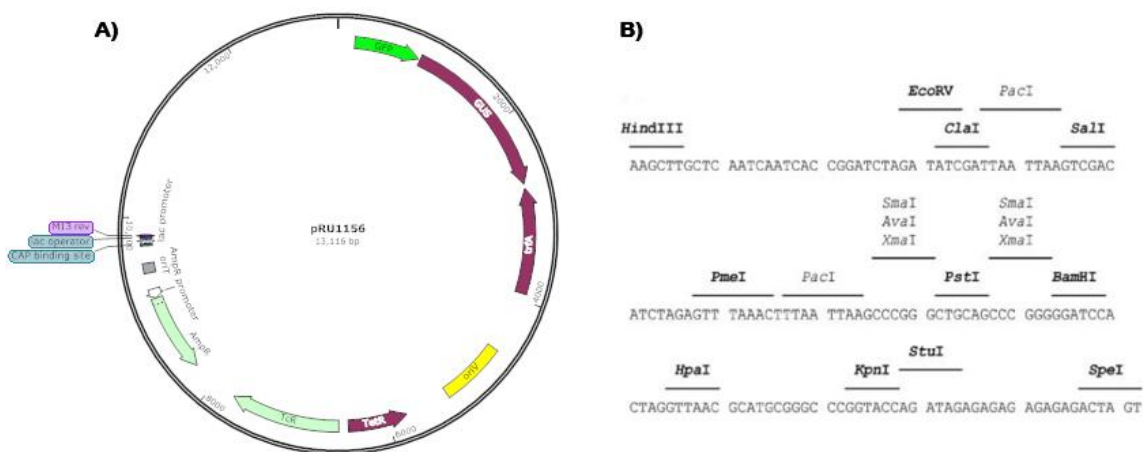 A)
GFP
GUS
2000
trfA
4000
oriV
TetR
6000
TcR
8000
AmpR
AmpR promoter
oriT
lac promoter
10,000
M13 rev
lac operator
CAP binding site
12,000
pRU1156
13,116 bp
B)
EcoRV PacI
HindIII ClaI SalI
AAGCTTGCTC AATCAATCAC CGGATCTAGA TATCGATTAA TTAAGTCGAC
SmaI SmaI
AvaI AvaI
PmeI PacI XmaI PstI XmaI BamHI
ATCTAGAGTT TAAACTTTAA TTAAGCCCGG GCTGCAGCCC GGGGGATCCA
StuI
HpaI KpnI SpeI
CTAGGTTAAC GCATGCGGGC CCGGTACCAG ATAGAGAGAG AGAGAGACTA GT